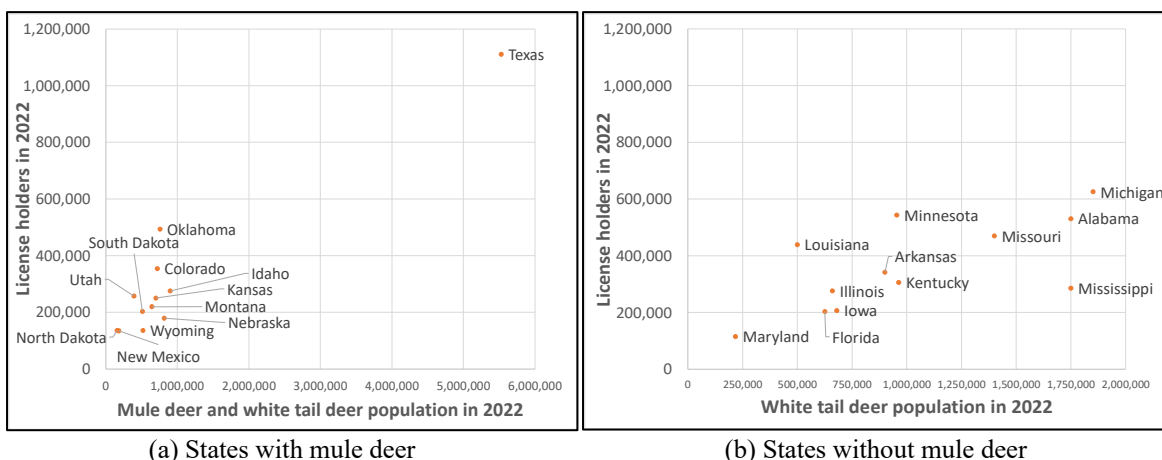 1,200,000
1,000,000
800,000
600,000
400,000
200,000
0
License holders in 2022
Texas
Oklahoma
South Dakota
Colorado
Idaho
Utah
Kansas
Montana
Nebraska
North Dakota
Wyoming
New Mexico
0 1,000,000 2,000,000 3,000,000 4,000,000 5,000,000 6,000,000
Mule deer and white tail deer population in 2022
(a) States with mule deer
1,200,000
1,000,000
800,000
600,000
400,000
200,000
0
License holders in 2022
Michigan
Minnesota
Alabama
Missouri
Louisiana
Arkansas
Kentucky
Illinois
Mississippi
Iowa
Maryland
Florida
0 250,000 500,000 750,000 1,000,000 1,250,000 1,500,000 1,750,000 2,000,000
White tail deer population in 2022
(b) States without mule deer